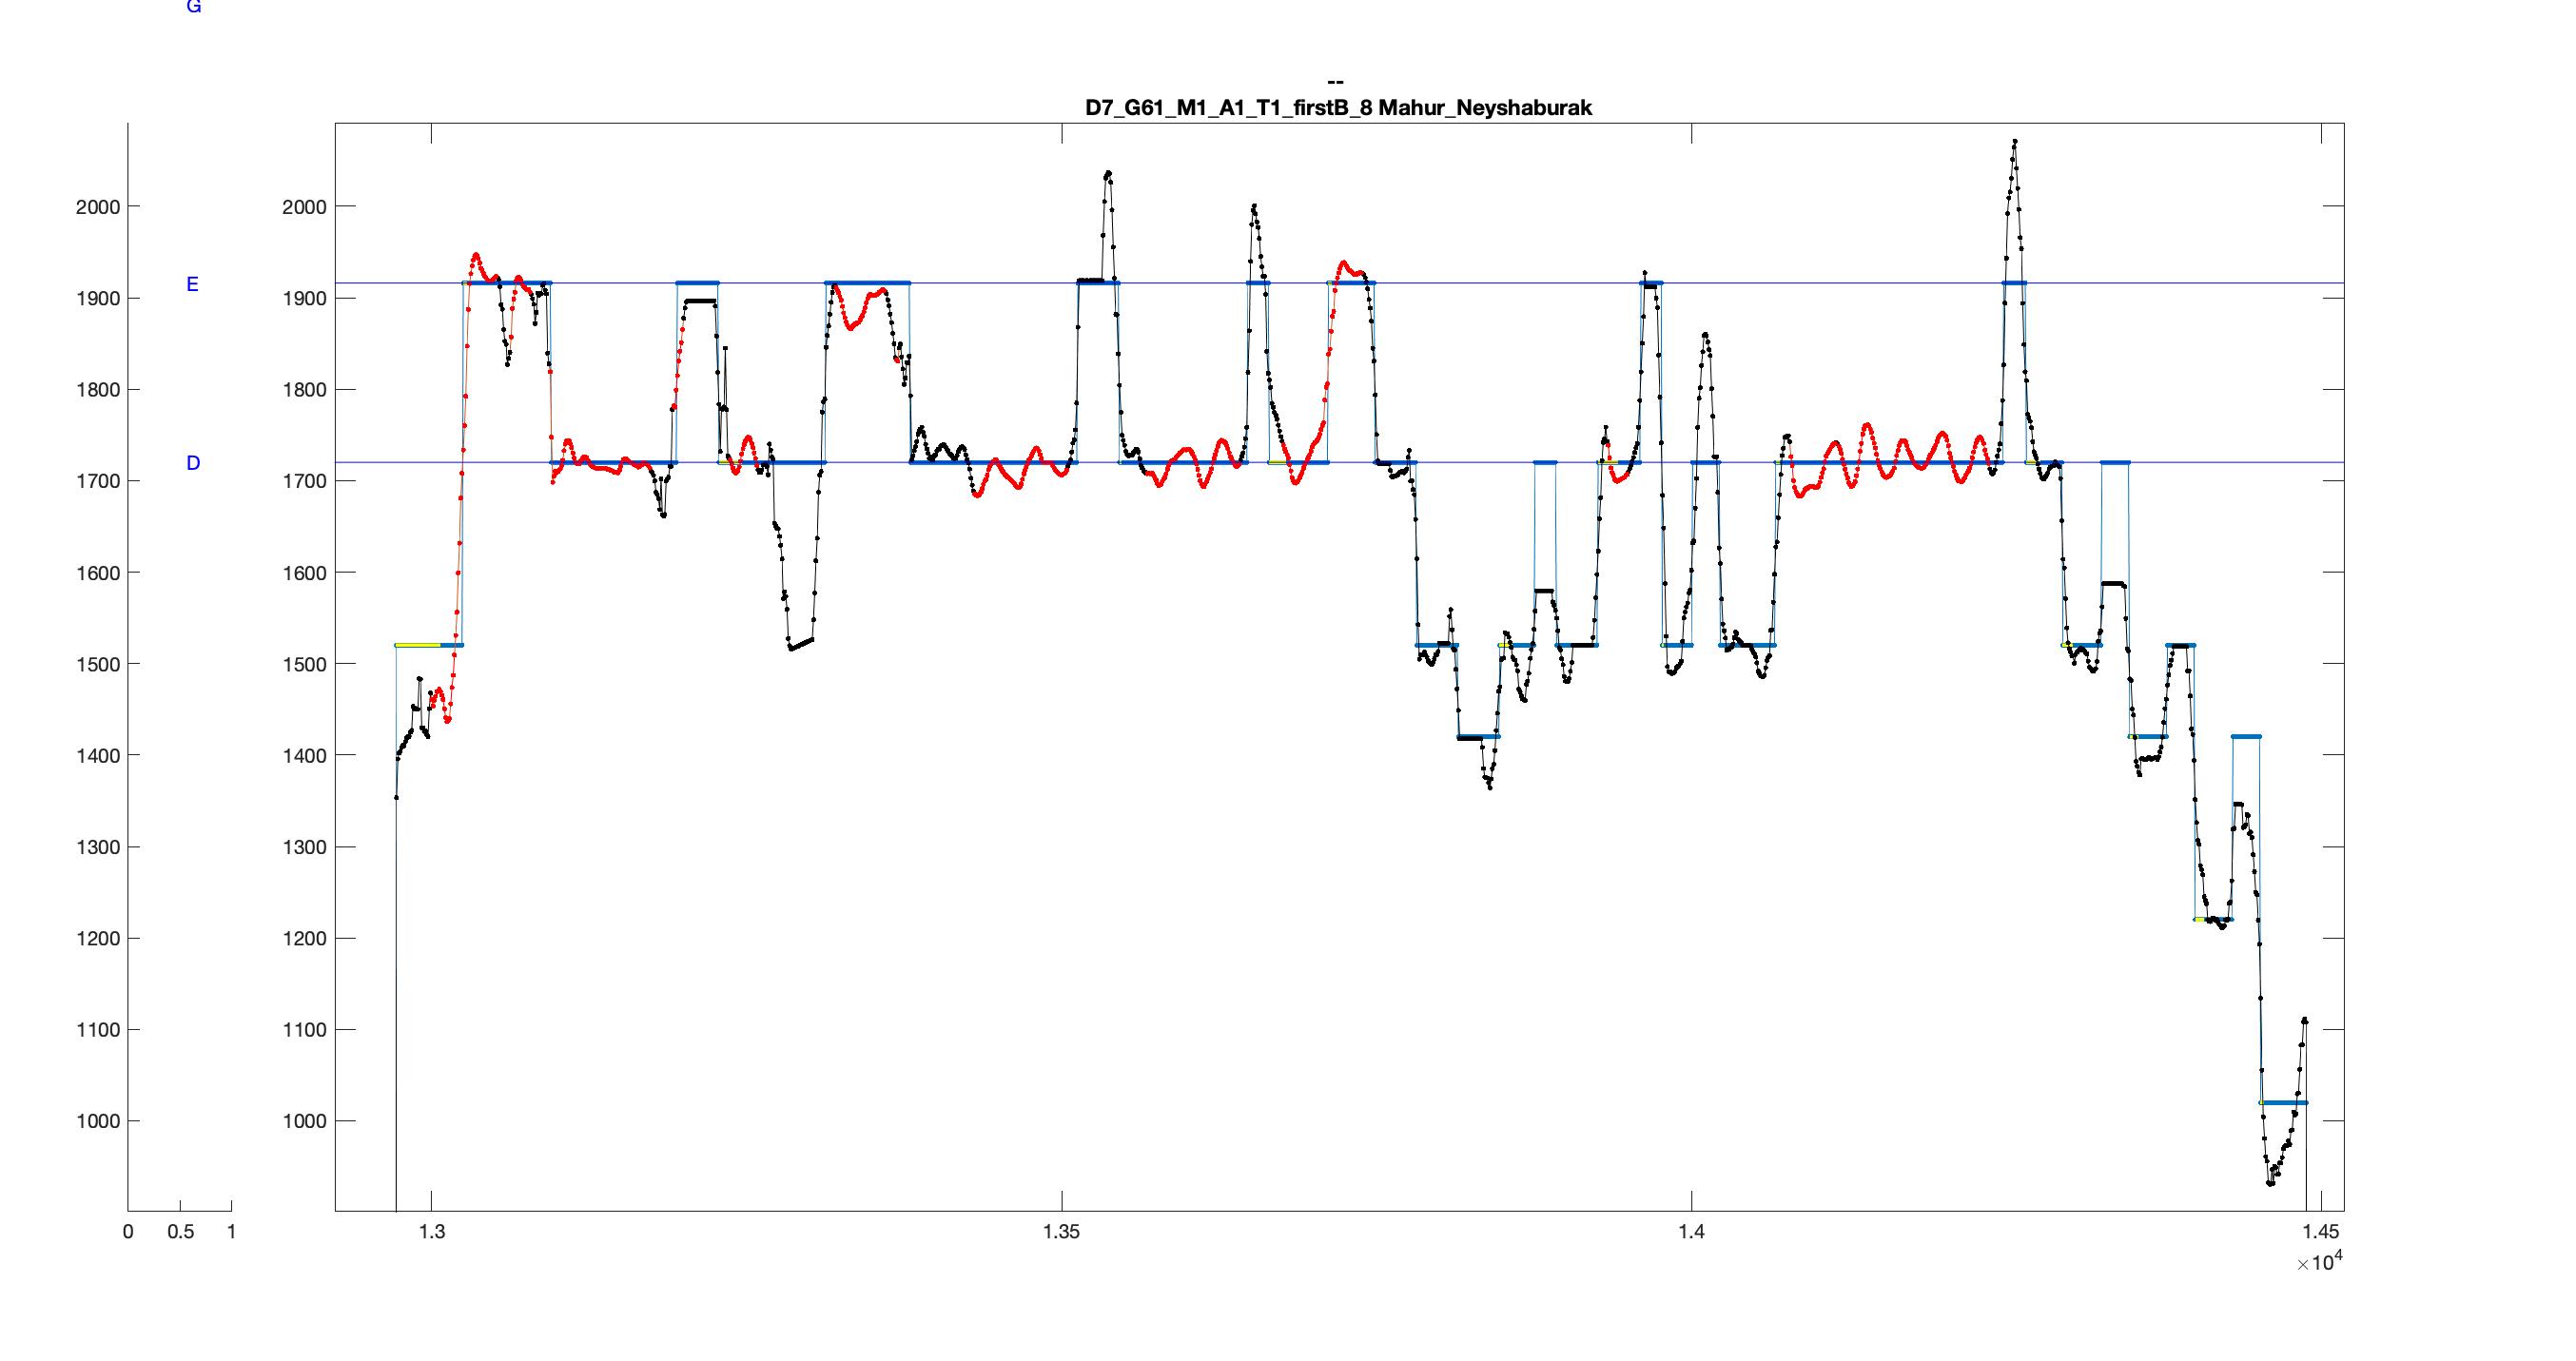 G
--
D7_G61_M1_A1_T1_firstB_8 Mahur_Neyshaburak
2000 2000
E
1900 1900
1800 1800
D
1700 1700
1600 1600
1500 1500
1400 1400
1300 1300
1200 1200
1100 1100
1000 1000
0 0.5 1 1.3 1.35 1.4 1.45
×10⁴